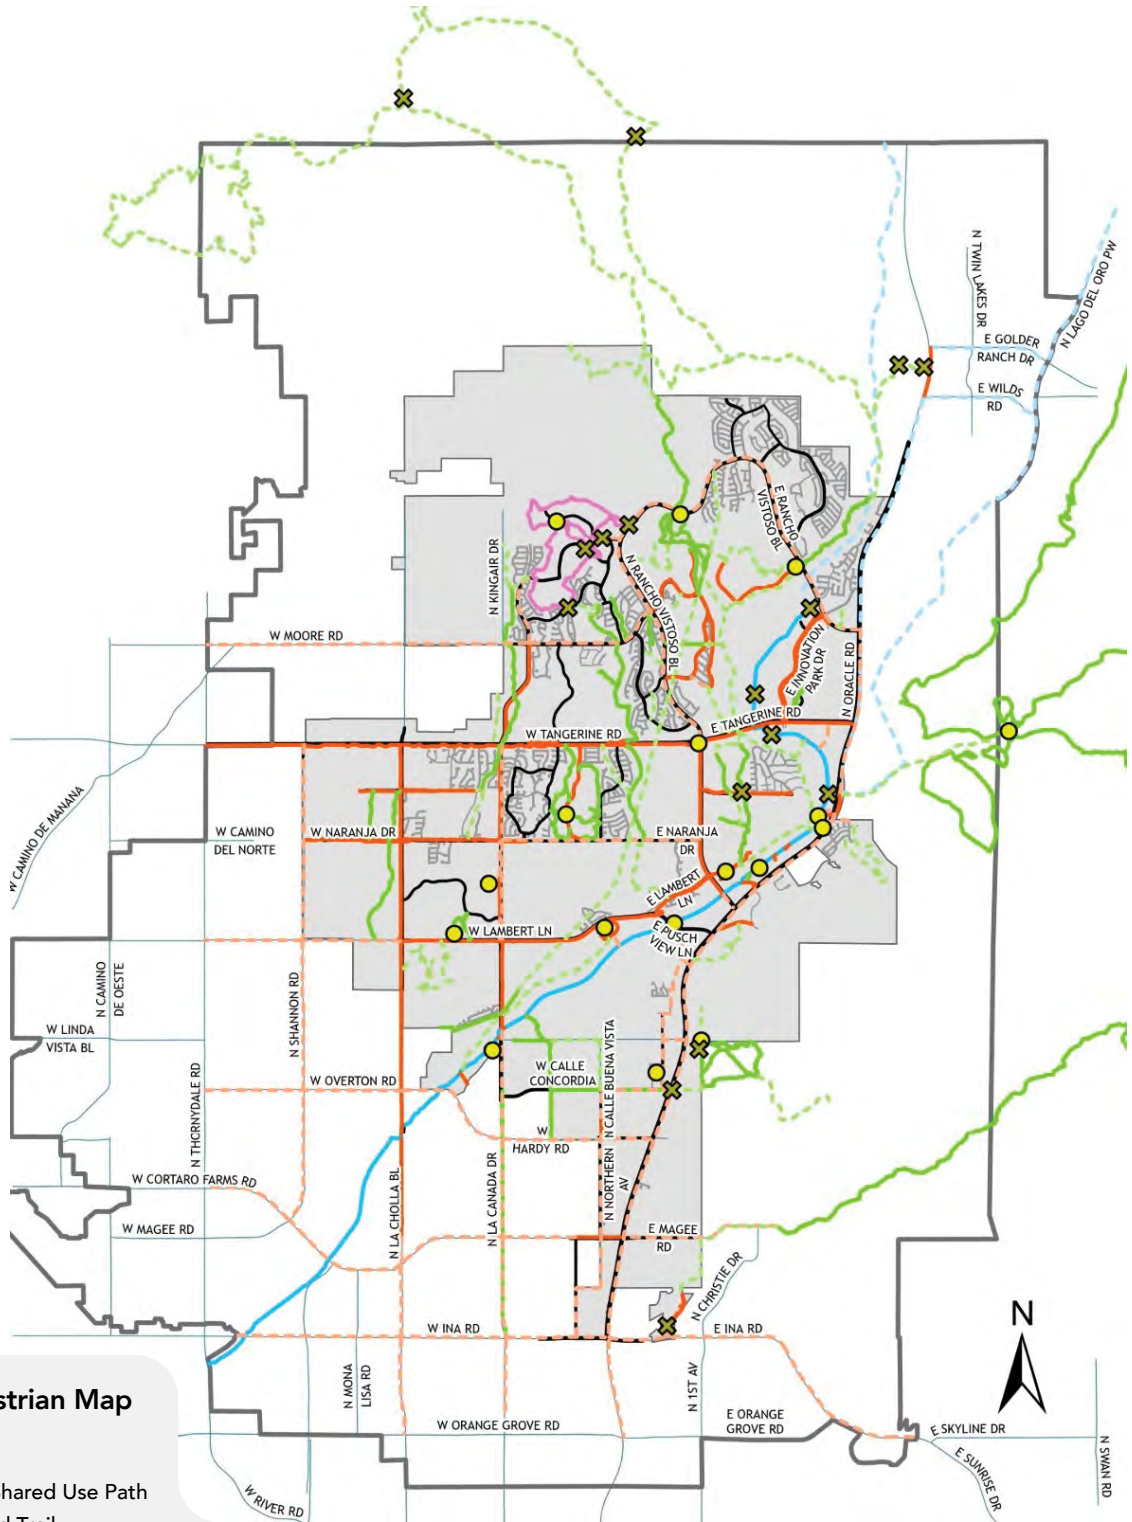 N TWIN LAKES DR
N LAGO DEL ORO PW
E GOLDER
RANCH DR
E WILDS
RD
E RANCHO
VISTOSO BL
N KINGAIR DR
N RANCHO VISTOSO BL
W MOORE RD
E INNOVATION
PARK DR
N ORACLE RD
E TANGERINE RD
W TANGERINE RD
W CAMINO DE MANANA
W CAMINO
DEL NORTE
W NARANJA DR
E NARANJA
DR
E LAMBERT
LN
W LAMBERT LN
E PUSCH
VIEW LN
N CAMINO
DE OESTE
N SHANNON RD
W LINDA
VISTA BL
N CALLE BUENA VISTA
W CALLE
CONCORDIA
W OVERTON RD
N THORNYDALE RD
W
HARDY RD
N NORTHERN
AV
W CORTARO FARMS RD
N LA CHOLLA BL
N LA CANADA DR
W MAGEE RD
E MAGEE
RD
N CHRISTIE DR
W INA RD
E INA RD
N
N MONA
LISA RD
N 1ST AV
strian Map
W ORANGE GROVE RD
E ORANGE
GROVE RD
E SKYLINE DR
E SUNRISE DR
N SWAN RD
hared Use Path
W RIVER RD
d Trail